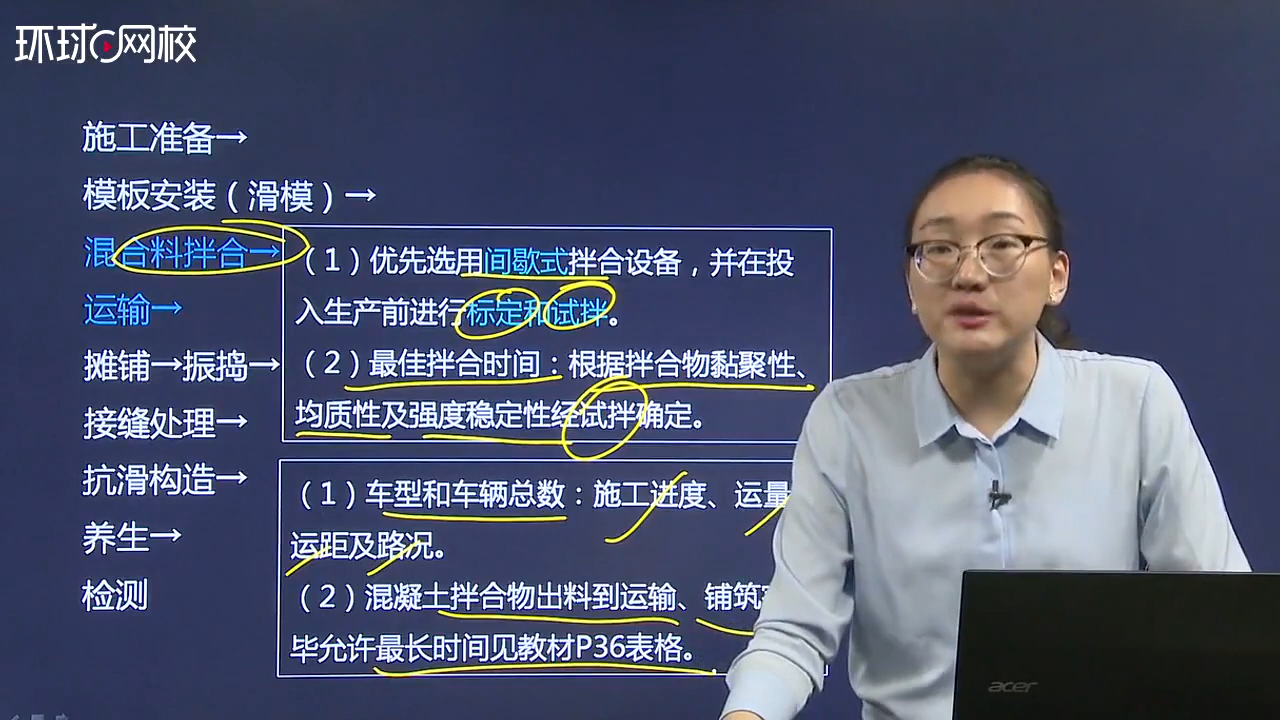 环球网校
施工准备→
模板安装（滑模）→
混合料拌合→
运输→
摊铺→振捣→
接缝处理→
抗滑构造→
养生→
检测
（1）优先选用间歇式拌合设备，并在投
入生产前进行标定和试拌。
（2）最佳拌合时间：根据拌合物黏聚性、
均质性及强度稳定性经试拌确定。
（1）车型和车辆总数：施工进度、运量
运距及路况。
（2）混凝土拌合物出料到运输、铺筑
毕允许最长时间见教材P36表格。
acer